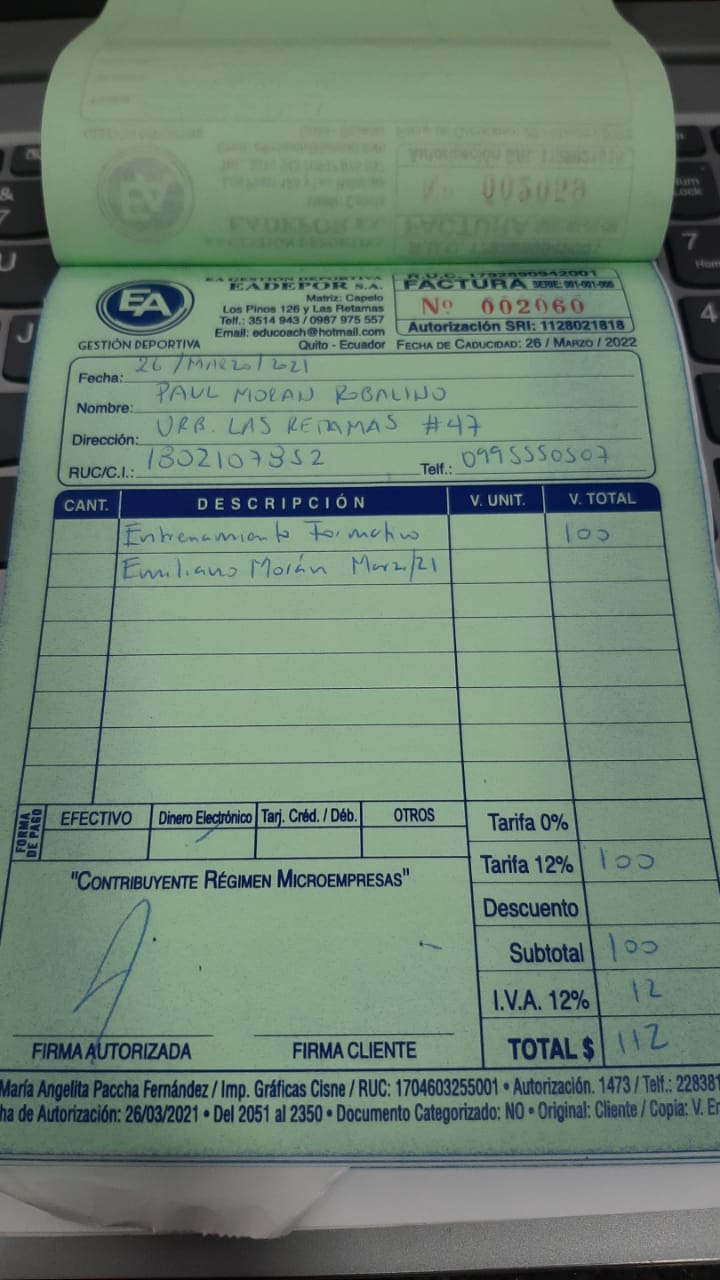 Nº 002059
EA
GESTIÓN DEPORTIVA
EA GESTIÓN DEPORTIVA
EADEPOR S.A.
Matriz: Capelo
Los Pinos 126 y Las Retamas
Telf.: 3514 943 / 0987 975 557
Email: educoach@hotmail.com
Quito - Ecuador
FACTURA SERIE: 001-001-000
Nº 002060
Autorización SRI: 1128021818
FECHA DE CADUCIDAD: 26 / MARZO / 2022
Fecha: 26/MARZO/2021
Nombre: PAUL MORAN ROBALINO
Dirección: URB. LAS RETAMAS #47
RUC/C.I.: 1802107352 Telf.: 0995550507
CANT. DESCRIPCIÓN V. UNIT. V. TOTAL
Entrenamiento Formativo 100
Emiliano Morán Marzo/21
FORMA DE PAGO
EFECTIVO Dinero Electrónico Tarj. Créd. / Déb. OTROS
"CONTRIBUYENTE RÉGIMEN MICROEMPRESAS"
Tarifa 0%
Tarifa 12% 100
Descuento
Subtotal 100
I.V.A. 12% 12
TOTAL $ 112
FIRMA AUTORIZADA FIRMA CLIENTE
María Angelita Paccha Fernández / Imp. Gráficas Cisne / RUC: 1704603255001 • Autorización. 1473 / Telf.: 228381
ha de Autorización: 26/03/2021 • Del 2051 al 2350 • Documento Categorizado: NO • Original: Cliente / Copia: V. Em